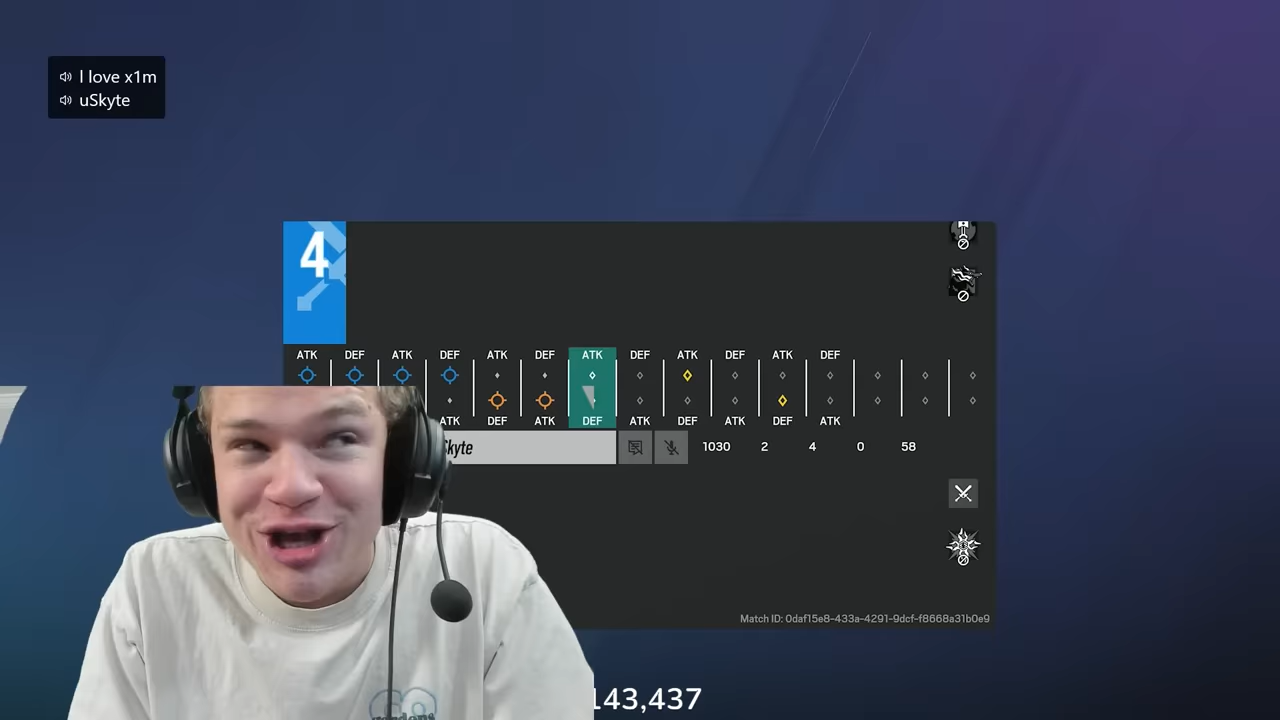 I love x1m
uSkyte
4
ATK DEF ATK DEF ATK DEF ATK DEF ATK DEF ATK DEF
ATK DEF ATK DEF ATK DEF ATK DEF ATK
kyte 1030 2 4 0 58
Match ID: 0daf15e8-433a-4291-9dcf-f8668a31b0e9
143,437